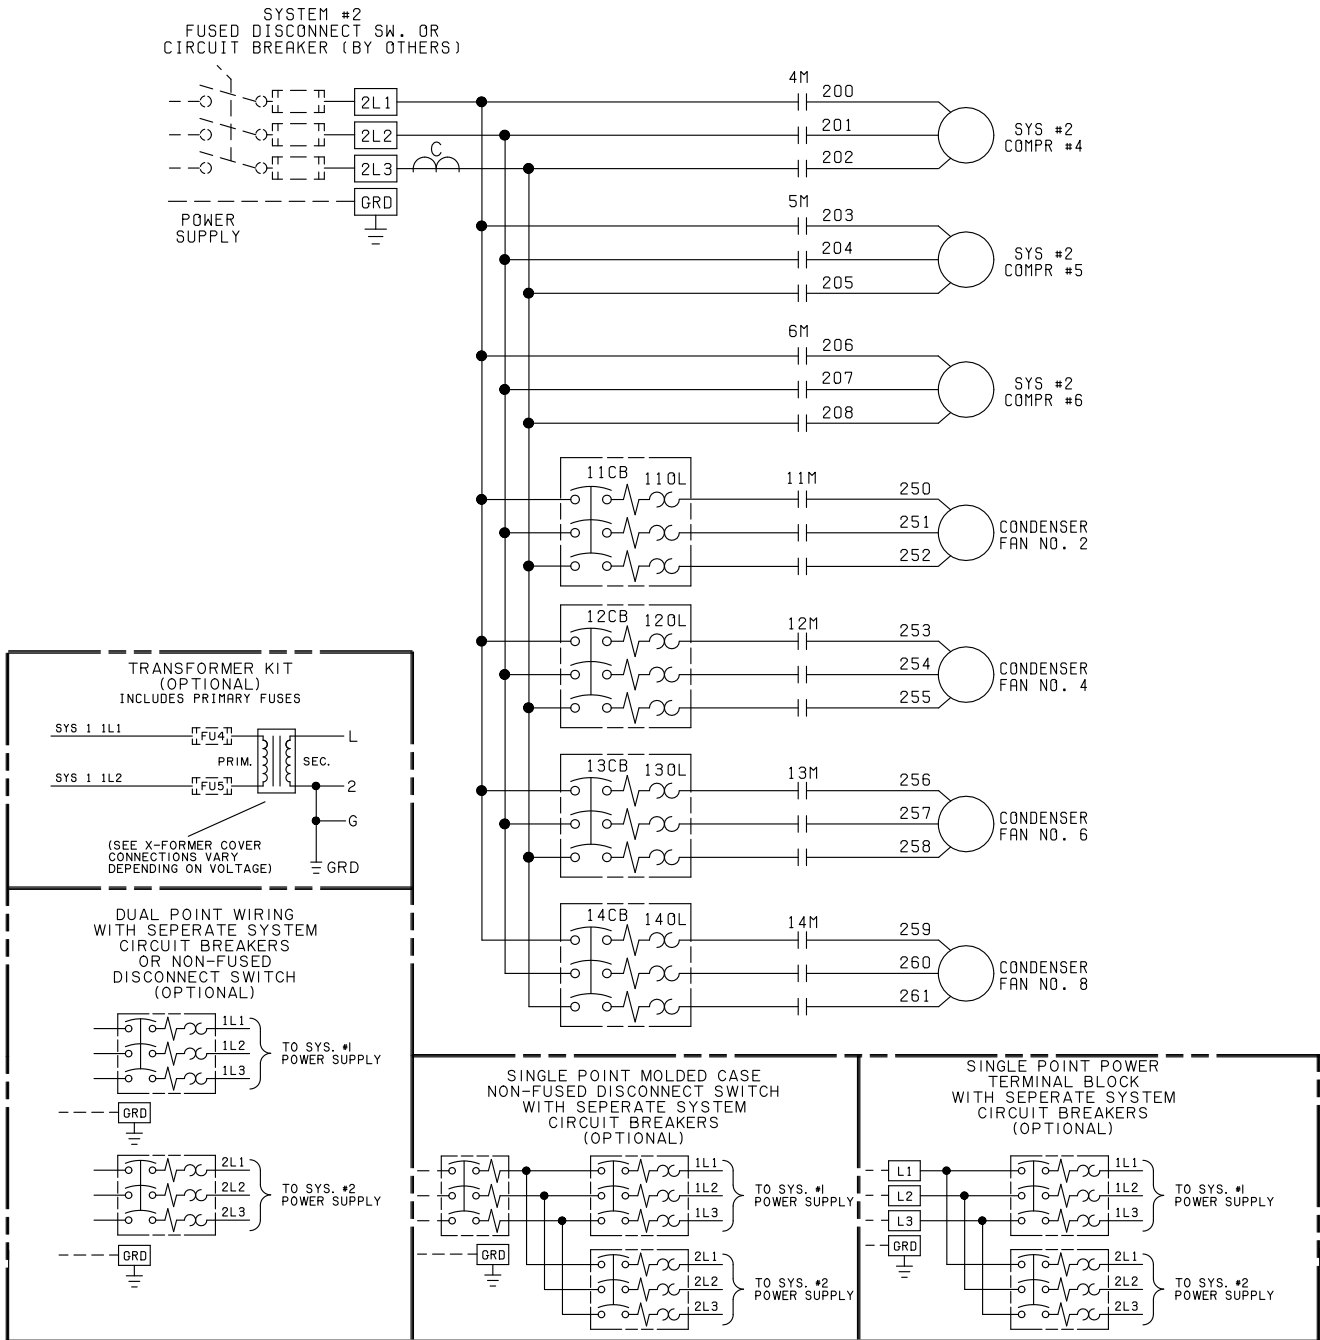 SYSTEM #2
FUSED DISCONNECT SW. OR
CIRCUIT BREAKER (BY OTHERS)
2L1
2L2
2L3
C
GRD
POWER
SUPPLY
4M
200
201
202
SYS #2
COMPR #4
5M
203
204
205
SYS #2
COMPR #5
6M
206
207
208
SYS #2
COMPR #6
11CB
11OL
11M
250
251
252
CONDENSER
FAN NO. 2
12CB
12OL
12M
253
254
255
CONDENSER
FAN NO. 4
13CB
13OL
13M
256
257
258
CONDENSER
FAN NO. 6
14CB
14OL
14M
259
260
261
CONDENSER
FAN NO. 8
TRANSFORMER KIT
(OPTIONAL)
INCLUDES PRIMARY FUSES
SYS 1 1L1
FU4
L
PRIM.
SEC.
SYS 1 1L2
FU5
2
G
(SEE X-FORMER COVER
CONNECTIONS VARY
DEPENDING ON VOLTAGE)
GRD
DUAL POINT WIRING
WITH SEPERATE SYSTEM
CIRCUIT BREAKERS
OR NON-FUSED
DISCONNECT SWITCH
(OPTIONAL)
1L1
1L2
1L3
TO SYS. #1
POWER SUPPLY
GRD
2L1
2L2
2L3
TO SYS. #2
POWER SUPPLY
GRD
SINGLE POINT MOLDED CASE
NON-FUSED DISCONNECT SWITCH
WITH SEPERATE SYSTEM
CIRCUIT BREAKERS
(OPTIONAL)
1L1
1L2
1L3
TO SYS. #1
POWER SUPPLY
GRD
2L1
2L2
2L3
TO SYS. #2
POWER SUPPLY
SINGLE POINT POWER
TERMINAL BLOCK
WITH SEPERATE SYSTEM
CIRCUIT BREAKERS
(OPTIONAL)
L1
L2
L3
GRD
1L1
1L2
1L3
TO SYS. #1
POWER SUPPLY
2L1
2L2
2L3
TO SYS. #2
POWER SUPPLY